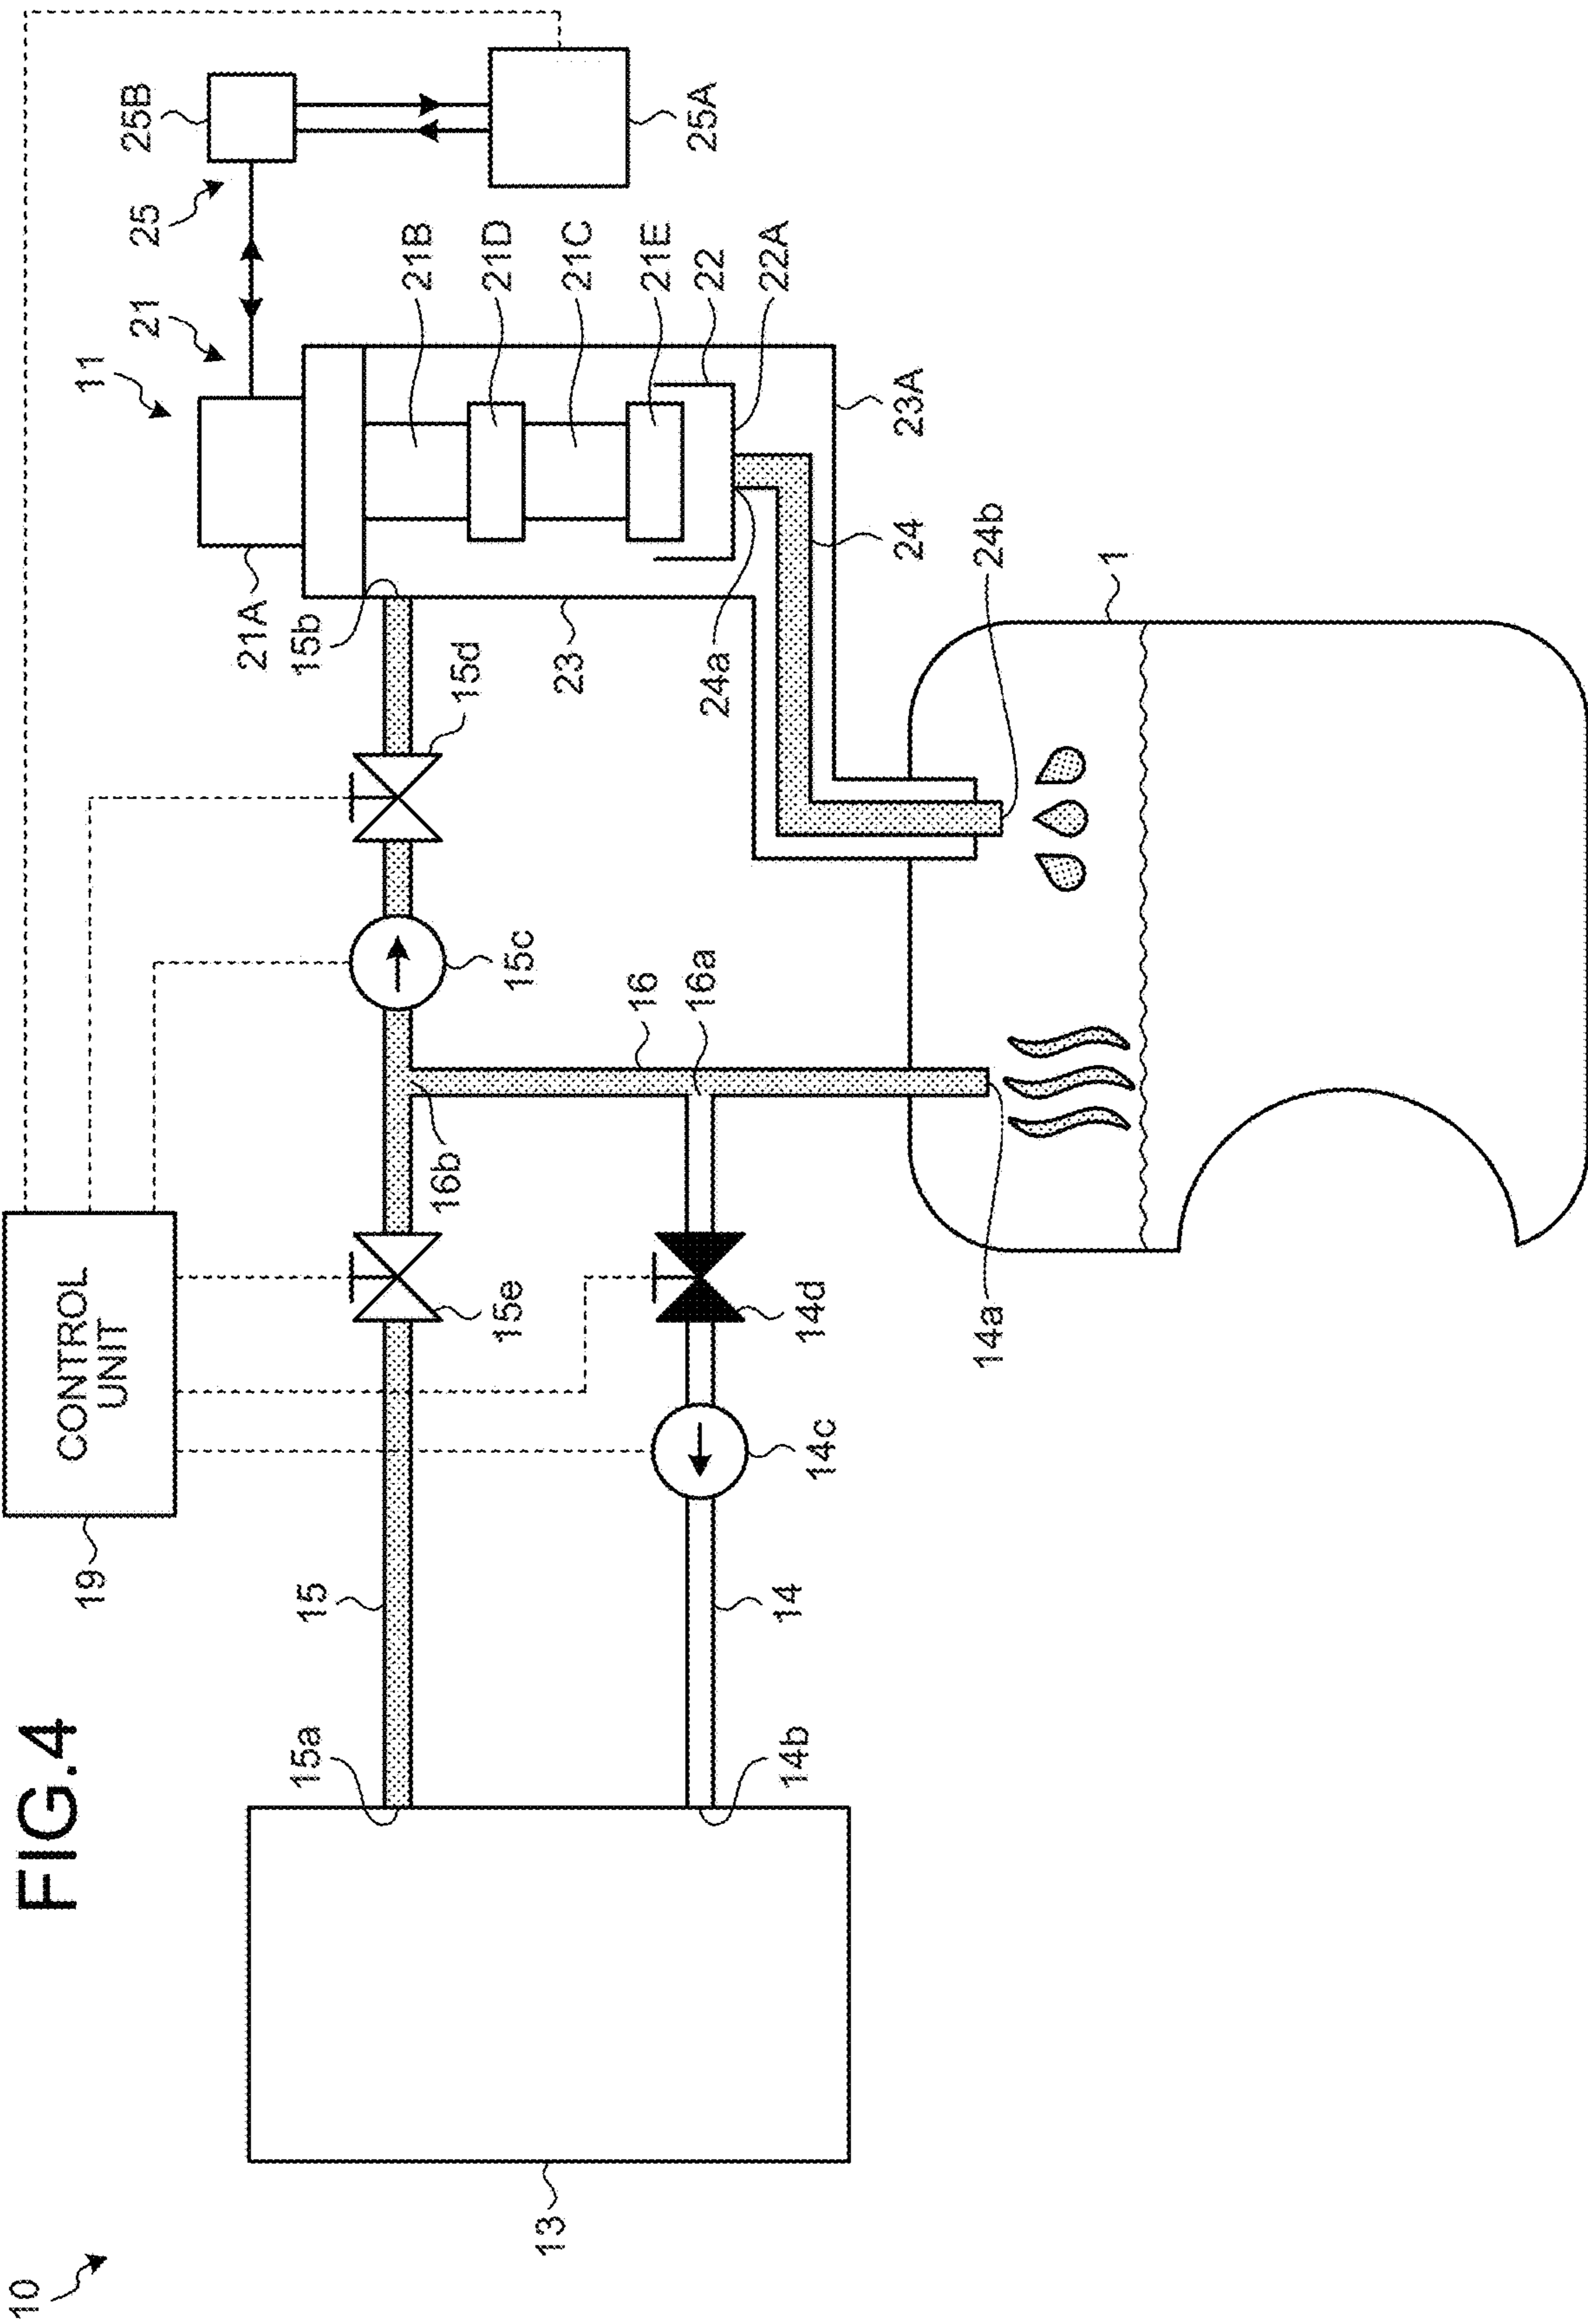 FIG.4
10
19
CONTROL
UNIT
11
21
25
25B
25A
21A
15b
21B
21D
21C
21E
22
22A
23A
23
24a
24
24b
1
15a
15
15e
16b
15c
15d
16
16a
14b
14
14c
14d
14a
13